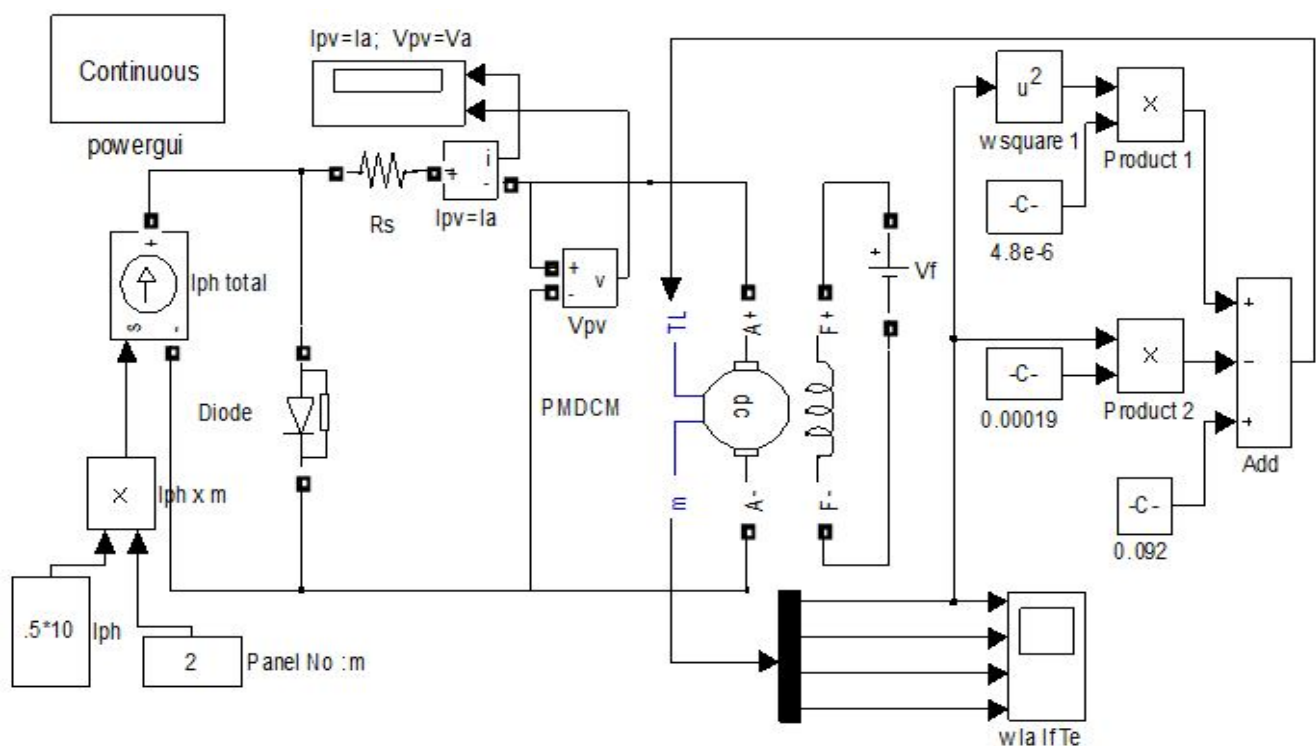 Continuous
powergui
Ipv=Ia; Vpv=Va
i
+
-
Ipv=Ia
Rs
+
s
-
Iph total
Diode
×
Iph x m
.5*10
Iph
2
Panel No :m
+
-
v
Vpv
PMDCM
TL
m
A+
A-
dc
F+
F-
+
Vf
u2
w square 1
×
Product 1
-C-
4.8e-6
×
Product 2
-C-
0.00019
-C-
0.092
+
−
+
Add
w Ia If Te